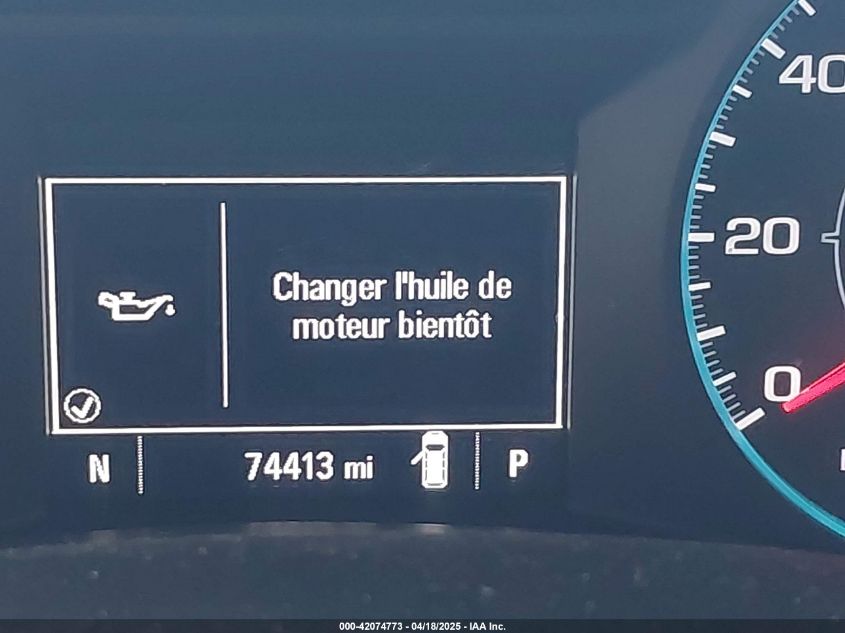 40
20
0
Changer l'huile de
moteur bientôt
N 74413 mi P
000-42074773 - 04/18/2025 - IAA Inc.